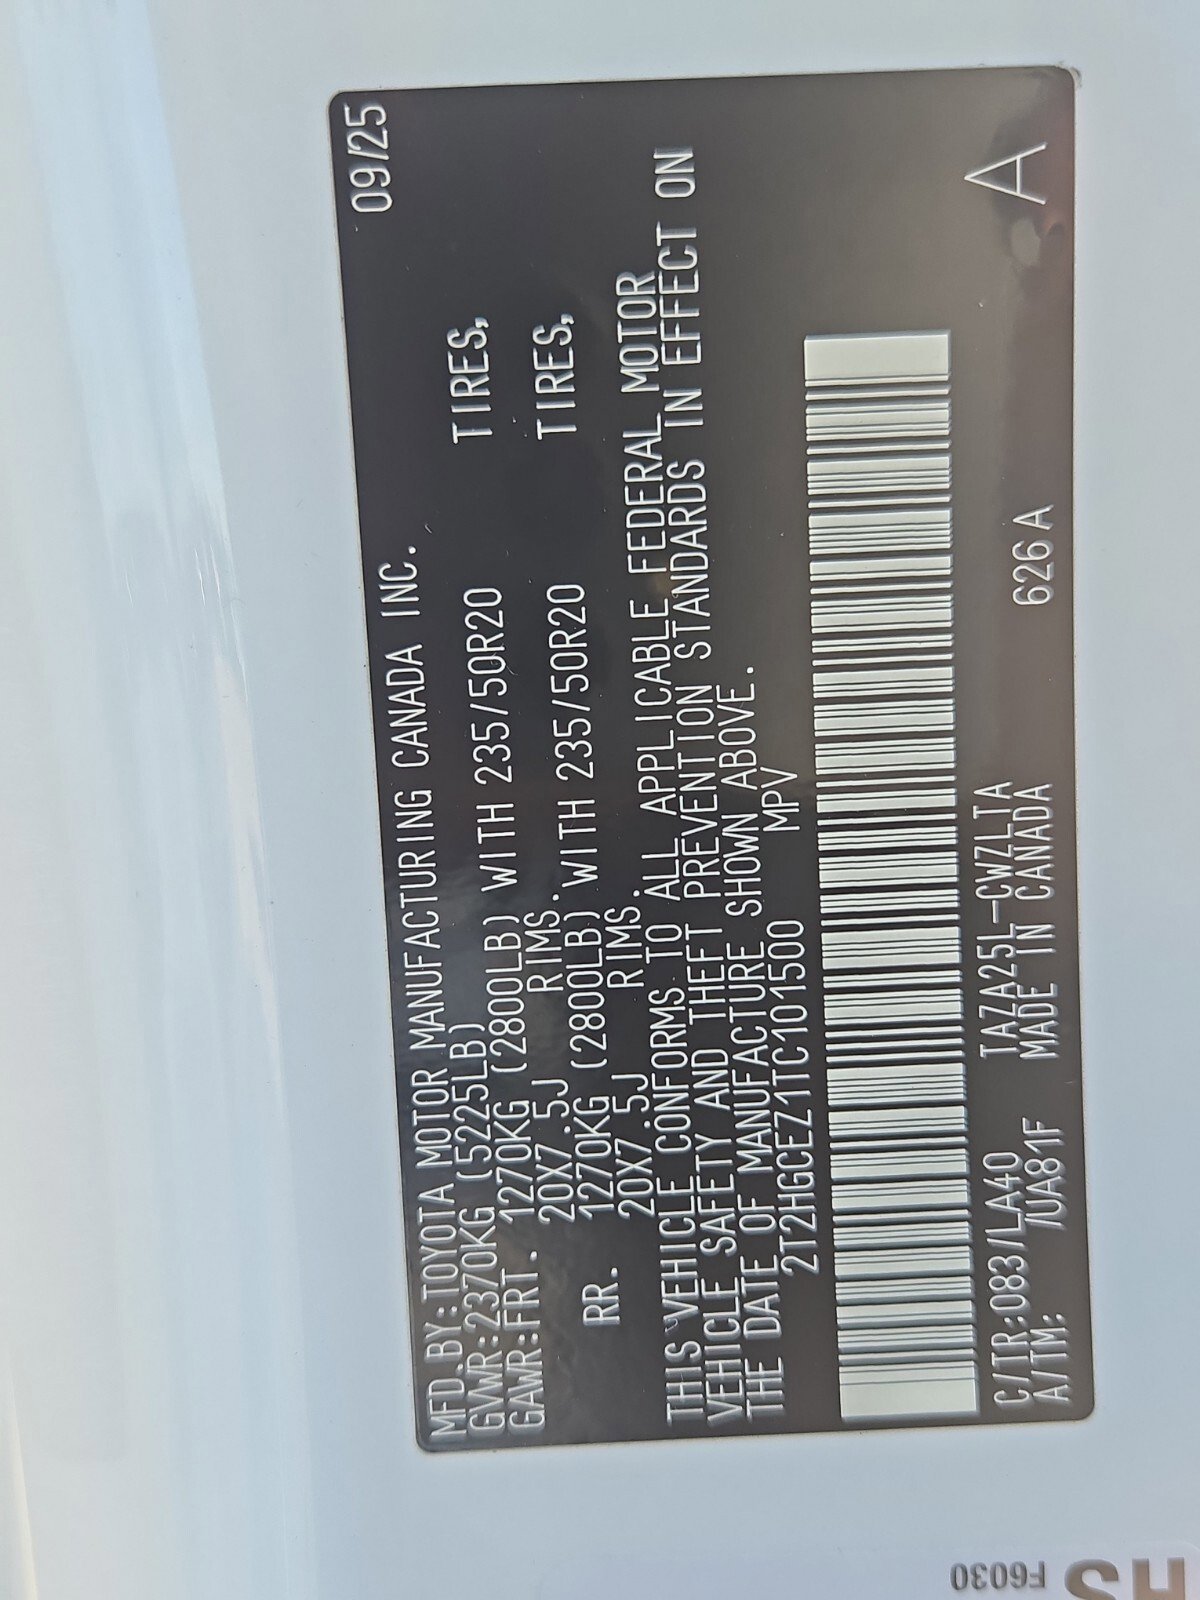 MFD.BY:TOYOTA MOTOR MANUFACTURING CANADA INC. 09/25
GVWR:2370KG (5225LB)
GAWR:FRT. 1270KG (2800LB) WITH 235/50R20 TIRES,
20X7.5J RIMS.
RR. 1270KG (2800LB) WITH 235/50R20 TIRES,
20X7.5J RIMS.
THIS VEHICLE CONFORMS TO ALL APPLICABLE FEDERAL MOTOR
VEHICLE SAFETY AND THEFT PREVENTION STANDARDS IN EFFECT ON
THE DATE OF MANUFACTURE SHOWN ABOVE.
2T2HGCEZ1TC101500 MPV
C/TR:083/LA40 TAZA25L-CWZLTA
A/TM: /UA81F MADE IN CANADA 626A A
HS
F6030